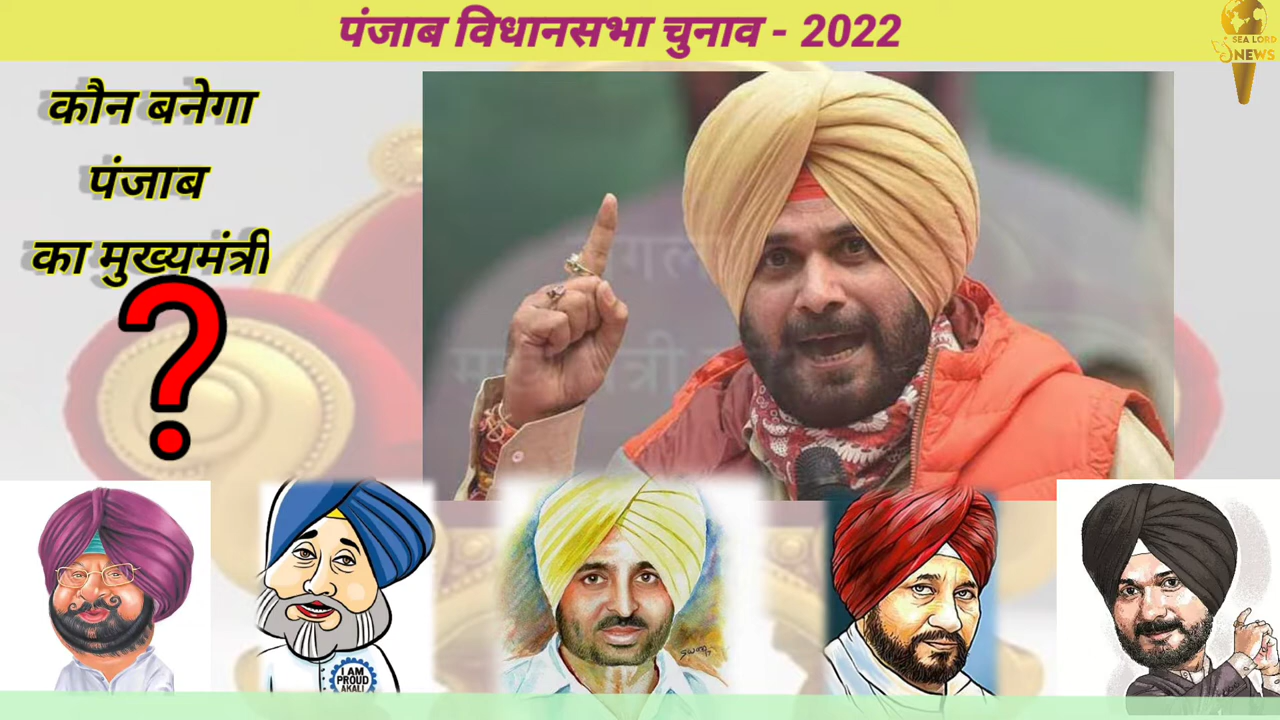 पंजाब विधानसभा चुनाव - 2022
SEA LORD
NEWS
कौन बनेगा
पंजाब
का मुख्यमंत्री
?
I AM
PROUD
AKALI